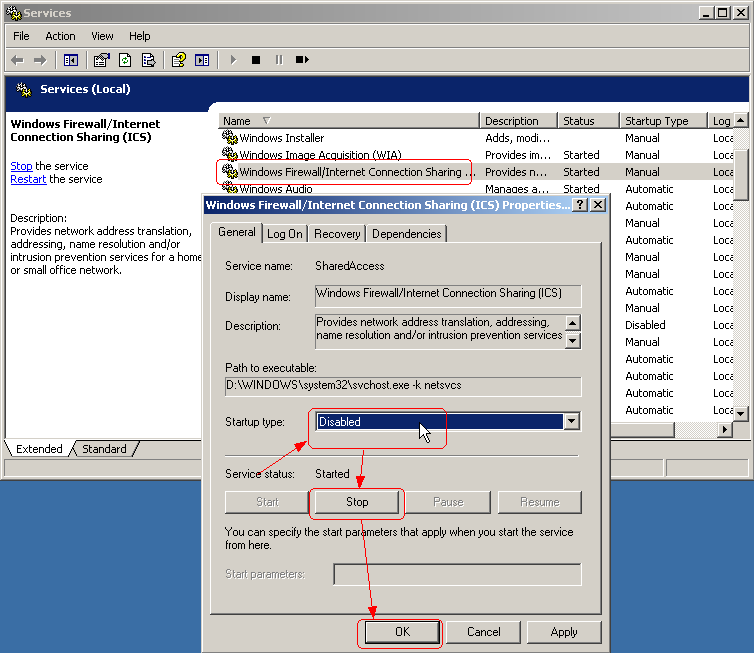 Services
File Action View Help
Services (Local)
Windows Firewall/Internet
Connection Sharing (ICS)
Stop the service
Restart the service
Description:
Provides network address translation,
addressing, name resolution and/or
intrusion prevention services for a home
or small office network.
Name Description Status Startup Type Log
Windows Installer Adds, modi... Manual Loca
Windows Image Acquisition (WIA) Provides im... Started Manual Loca
Windows Firewall/Internet Connection Sharing ... Provides n... Started Manual Loca
Windows Audio Manages a... Started Automatic Loca
Automatic Loca
Manual Loca
Automatic Loca
Manual Loca
Automatic Loca
Manual Loca
Disabled Loca
Manual Loca
Automatic Loca
Automatic Loca
Automatic Loca
Automatic Loca
Extended Standard
Windows Firewall/Internet Connection Sharing (ICS) Properties...
General Log On Recovery Dependencies
Service name: SharedAccess
Display name: Windows Firewall/Internet Connection Sharing (ICS)
Description: Provides network address translation, addressing,
name resolution and/or intrusion prevention services
Path to executable:
D:\WINDOWS\system32\svchost.exe -k netsvcs
Startup type: Disabled
Service status: Started
Start Stop Pause Resume
You can specify the start parameters that apply when you start the service
from here.
Start parameters:
OK Cancel Apply